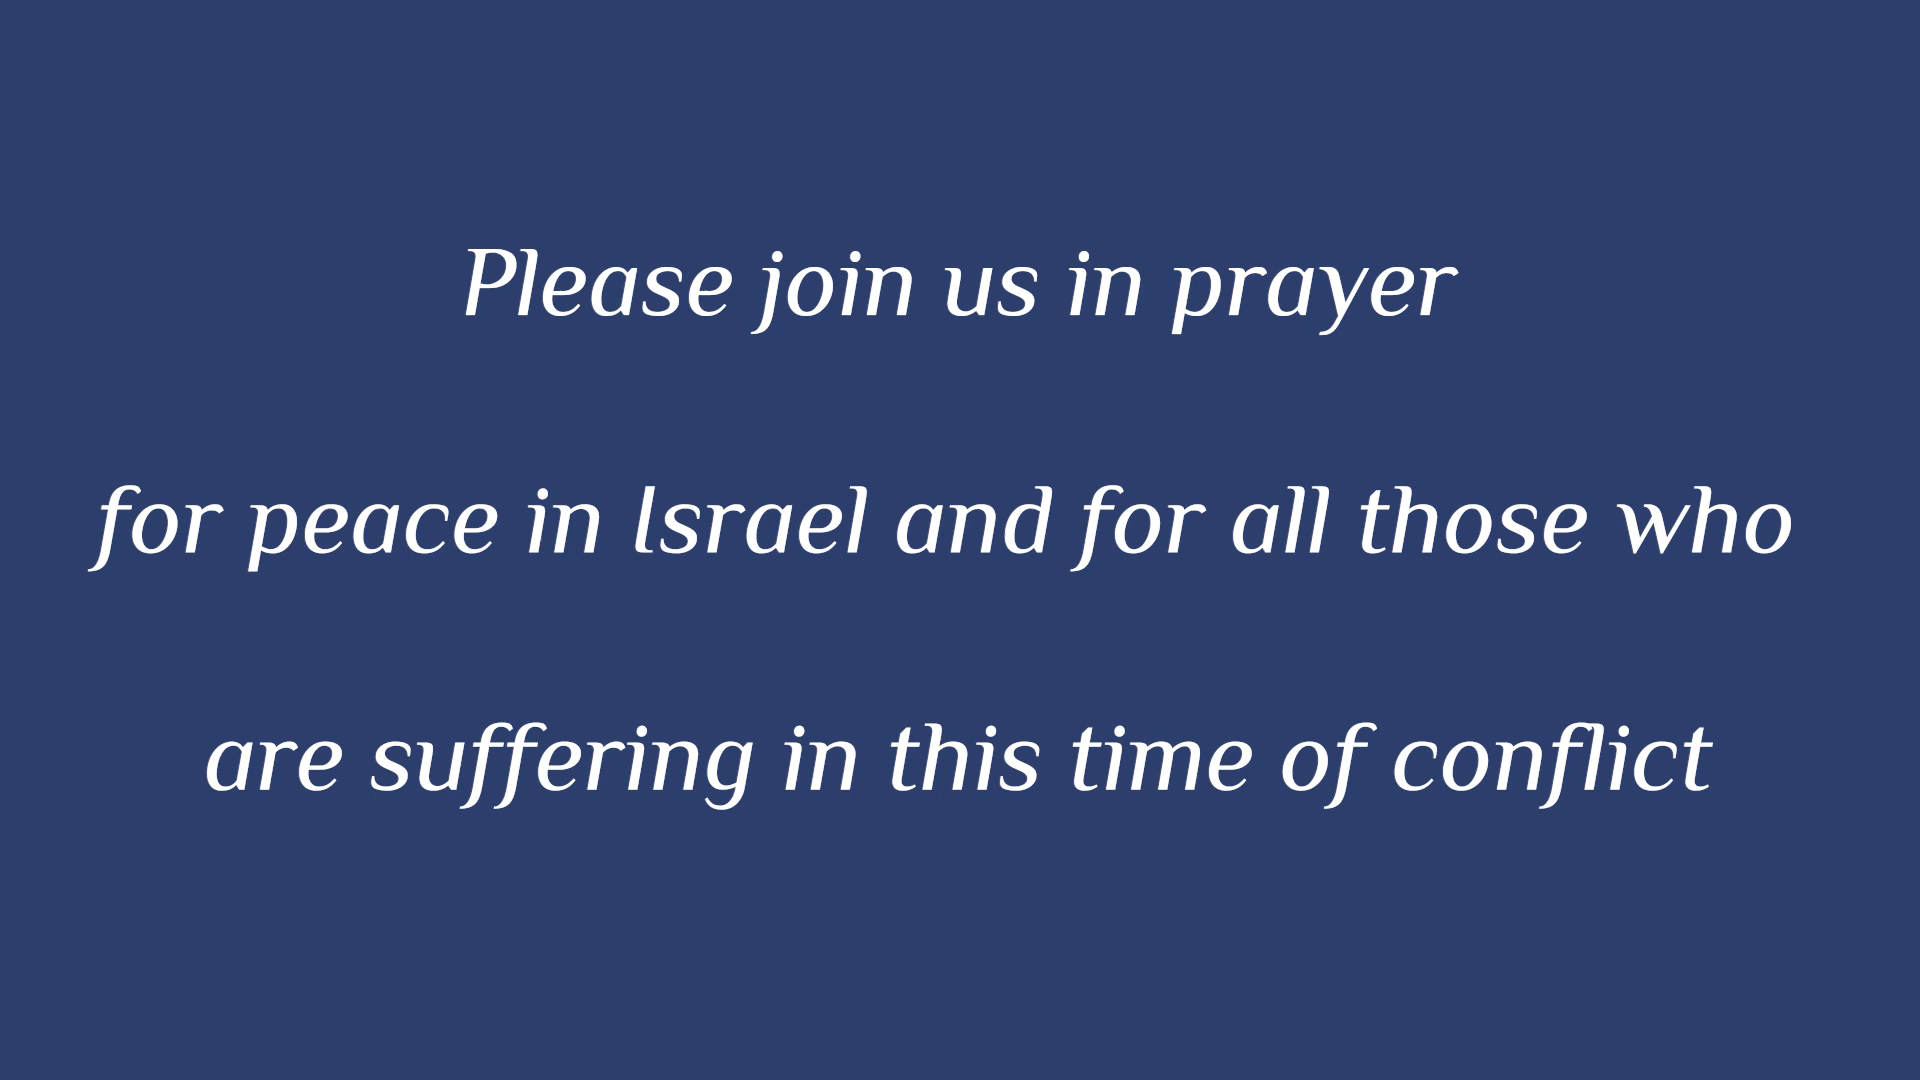 Please join us in prayer
for peace in Israel and for all those who
are suffering in this time of conflict